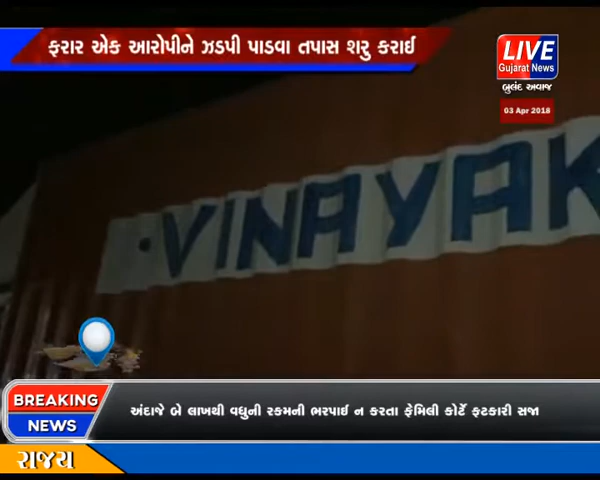 ફરાર એક આરોપીને ઝડપી પાડવા તપાસ શરુ કરાઈ
LIVE
Gujarat News
બુલંદ અવાજ
03 Apr 2018
VINAYAK
BREAKING
NEWS
અંદાજે બે લાખથી વધુની રકમની ભરપાઈ ન કરતા ફેમિલી કોર્ટે ફટકારી સજા
રાજ્ય